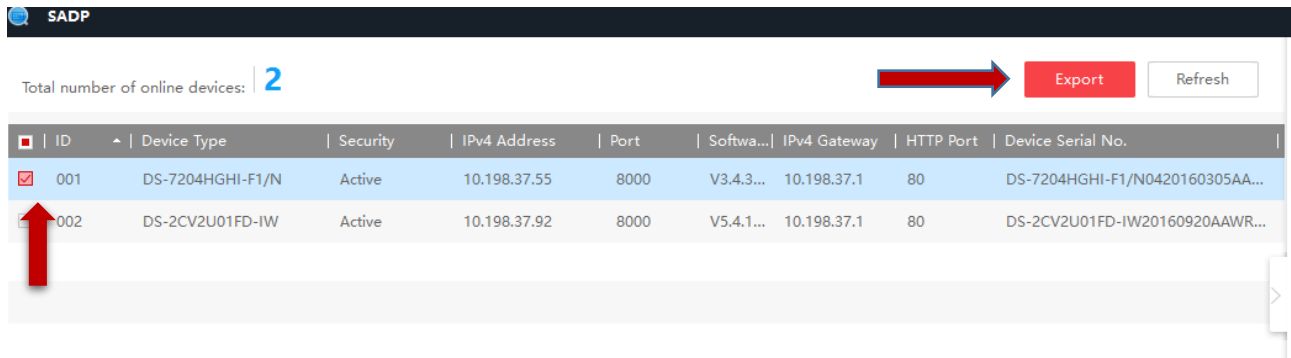 SADP
Total number of online devices: 2
Export
Refresh
ID Device Type Security IPv4 Address Port Softwa... IPv4 Gateway HTTP Port Device Serial No.
001 DS-7204HGHI-F1/N Active 10.198.37.55 8000 V3.4.3... 10.198.37.1 80 DS-7204HGHI-F1/N0420160305AA...
002 DS-2CV2U01FD-IW Active 10.198.37.92 8000 V5.4.1... 10.198.37.1 80 DS-2CV2U01FD-IW20160920AAWR...